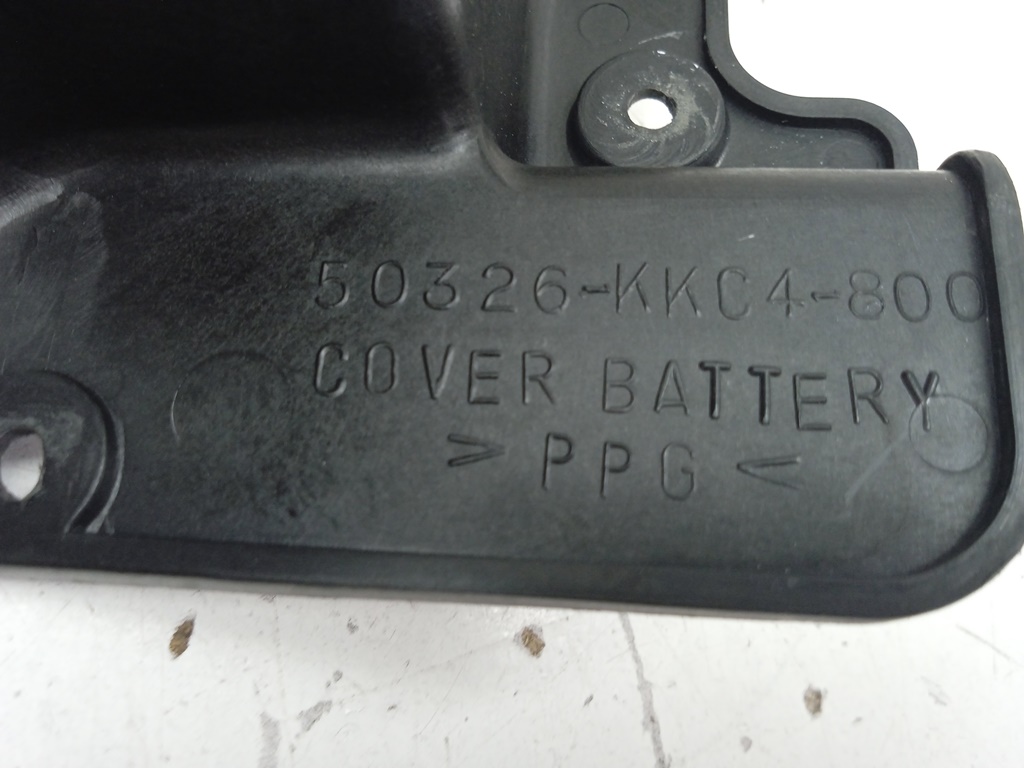 50326-KKC4-800
COVER BATTERY
> PPG <